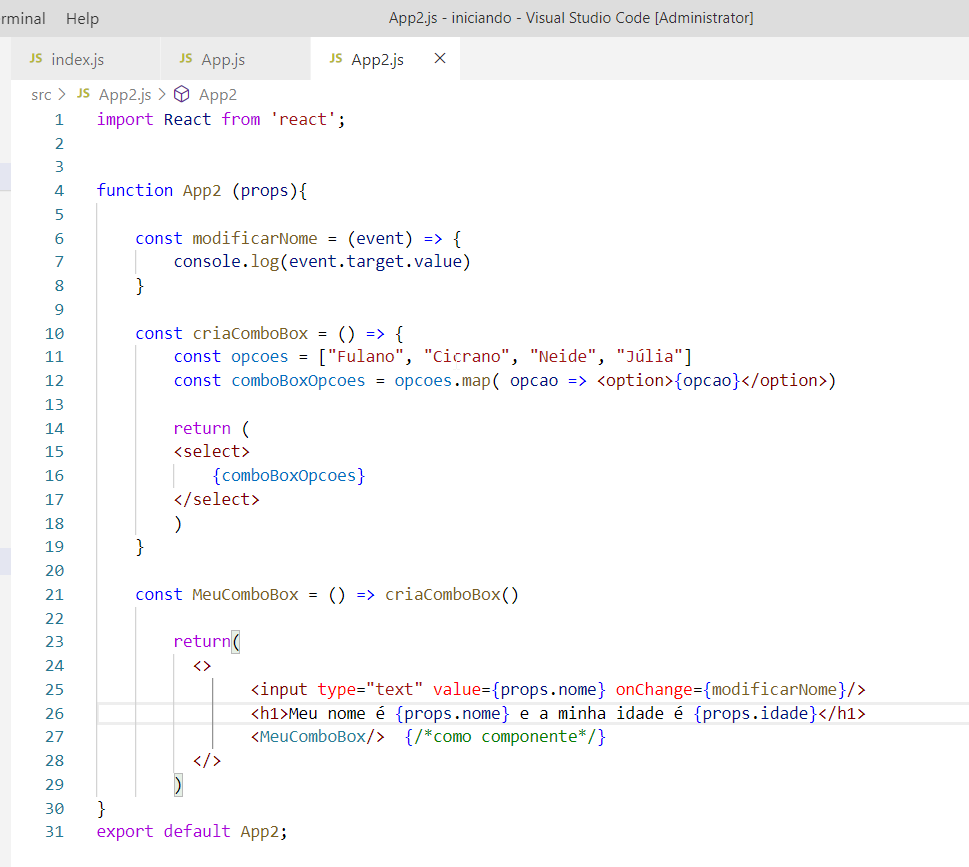 rminal Help App2.js - iniciando - Visual Studio Code [Administrator]
JS index.js JS App.js JS App2.js ×
src > JS App2.js > App2
1 import React from 'react';
2
3
4 function App2 (props){
5
6     const modificarNome = (event) => {
7         console.log(event.target.value)
8     }
9
10     const criaComboBox = () => {
11         const opcoes = ["Fulano", "Cicrano", "Neide", "Júlia"]
12         const comboBoxOpcoes = opcoes.map( opcao => <option>{opcao}</option>)
13
14         return (
15         <select>
16             {comboBoxOpcoes}
17         </select>
18         )
19     }
20
21     const MeuComboBox = () => criaComboBox()
22
23         return(
24           <>
25                 <input type="text" value={props.nome} onChange={modificarNome}/>
26                 <h1>Meu nome é {props.nome} e a minha idade é {props.idade}</h1>
27                 <MeuComboBox/>  {/*como componente*/}
28           </>
29         )
30 }
31 export default App2;